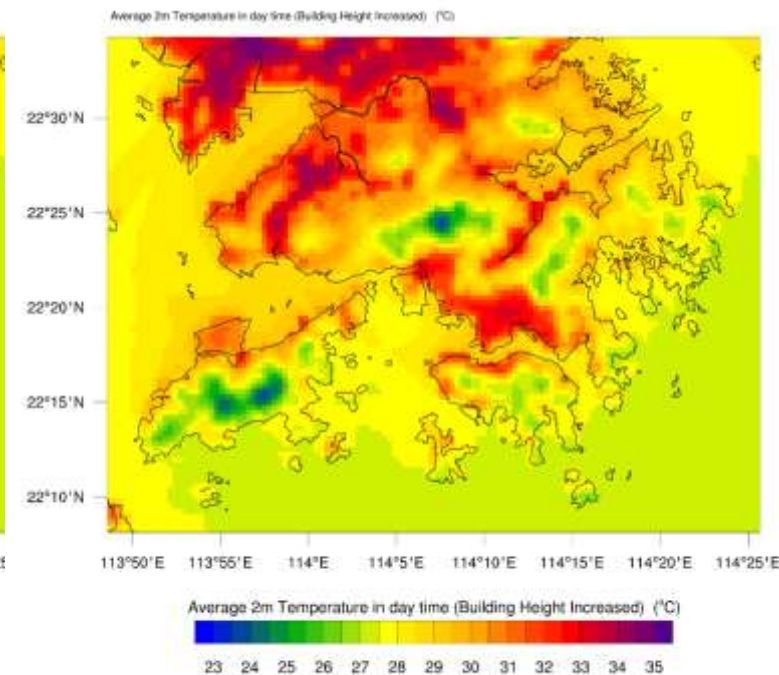 Average 2m Temperature in day time (Building Height Increased) (°C)
22°30'N
22°25'N
22°20'N
22°15'N
22°10'N
113°50'E 113°55'E 114°E 114°5'E 114°10'E 114°15'E 114°20'E 114°25'E
Average 2m Temperature in day time (Building Height Increased) (°C)
23 24 25 26 27 28 29 30 31 32 33 34 35